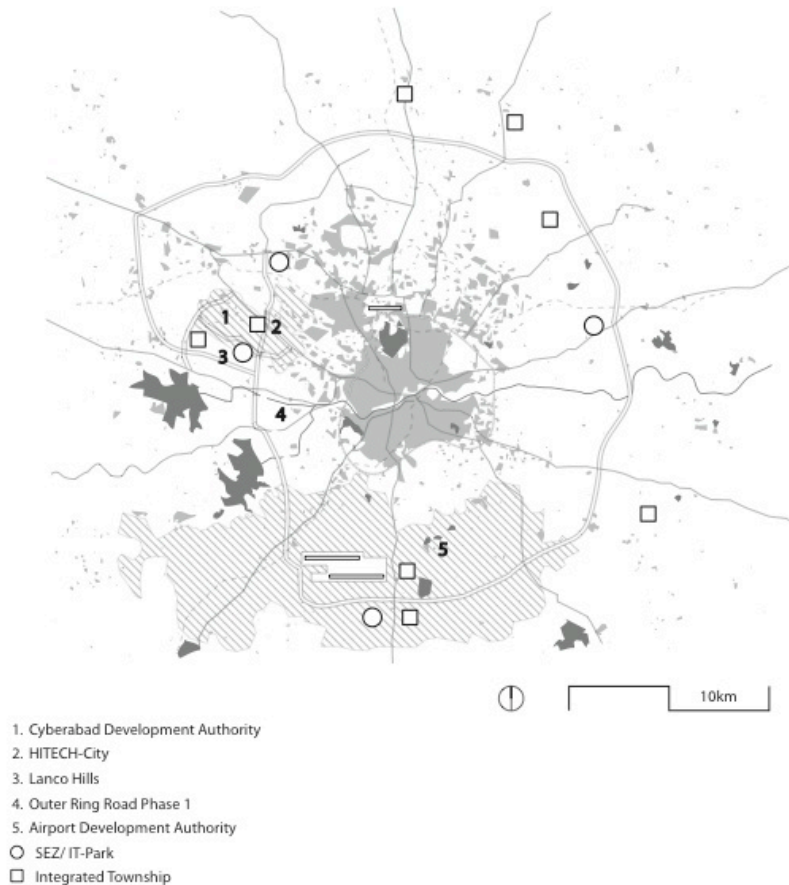 1
2
3
4
5
10km
1. Cyberabad Development Authority
2. HITECH-City
3. Lanco Hills
4. Outer Ring Road Phase 1
5. Airport Development Authority
SEZ/ IT-Park
Integrated Township